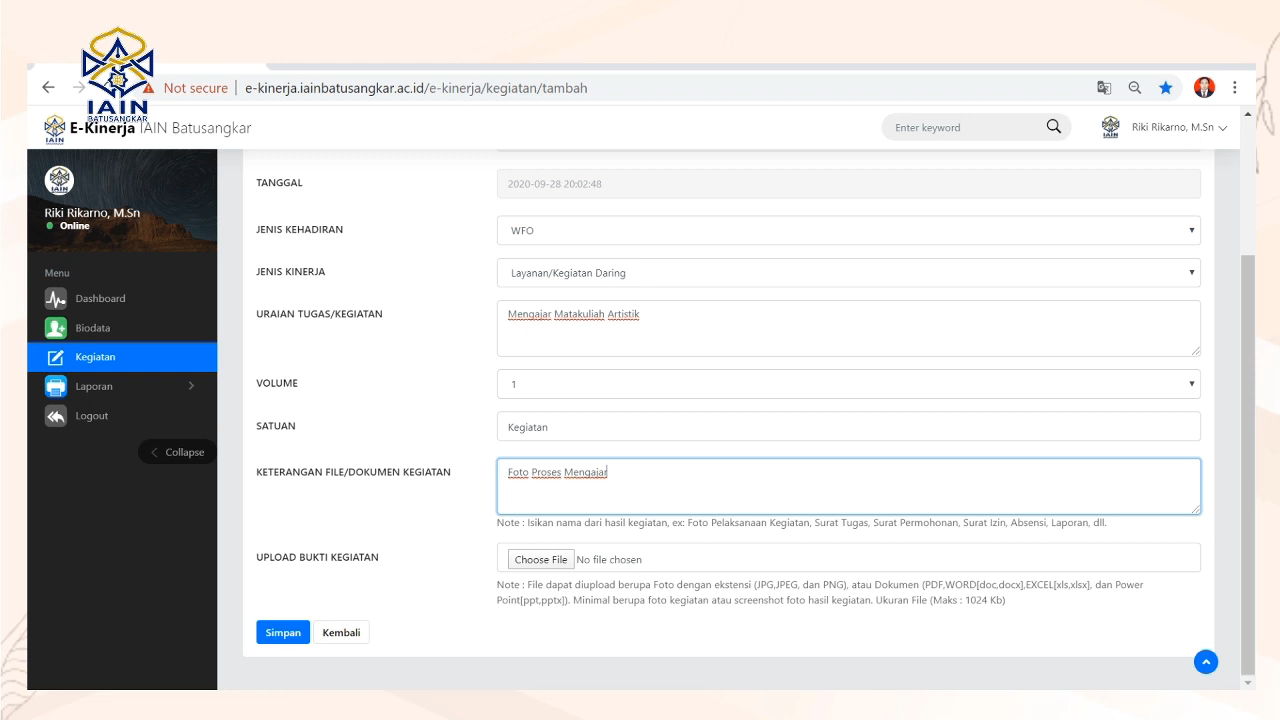 IAIN
BATUSANGKAR
Not secure | e-kinerja.iainbatusangkar.ac.id/e-kinerja/kegiatan/tambah
IAIN
E-Kinerja IAIN Batusangkar
Enter keyword
Riki Rikarno, M.Sn
IAIN
Riki Rikarno, M.Sn
Online
Menu
Dashboard
Biodata
Kegiatan
Laporan
Logout
Collapse
TANGGAL
2020-09-28 20:02:48
JENIS KEHADIRAN
WFO
JENIS KINERJA
Layanan/Kegiatan Daring
URAIAN TUGAS/KEGIATAN
Mengajar Matakuliah Artistik
VOLUME
1
SATUAN
Kegiatan
KETERANGAN FILE/DOKUMEN KEGIATAN
Foto Proses Mengajar
Note : Isikan nama dari hasil kegiatan, ex: Foto Pelaksanaan Kegiatan, Surat Tugas, Surat Permohonan, Surat Izin, Absensi, Laporan, dll.
UPLOAD BUKTI KEGIATAN
Choose File No file chosen
Note : File dapat diupload berupa Foto dengan ekstensi (JPG,JPEG, dan PNG), atau Dokumen (PDF,WORD[doc,docx],EXCEL[xls,xlsx], dan Power
Point[ppt,pptx]). Minimal berupa foto kegiatan atau screenshot foto hasil kegiatan. Ukuran File (Maks : 1024 Kb)
Simpan
Kembali